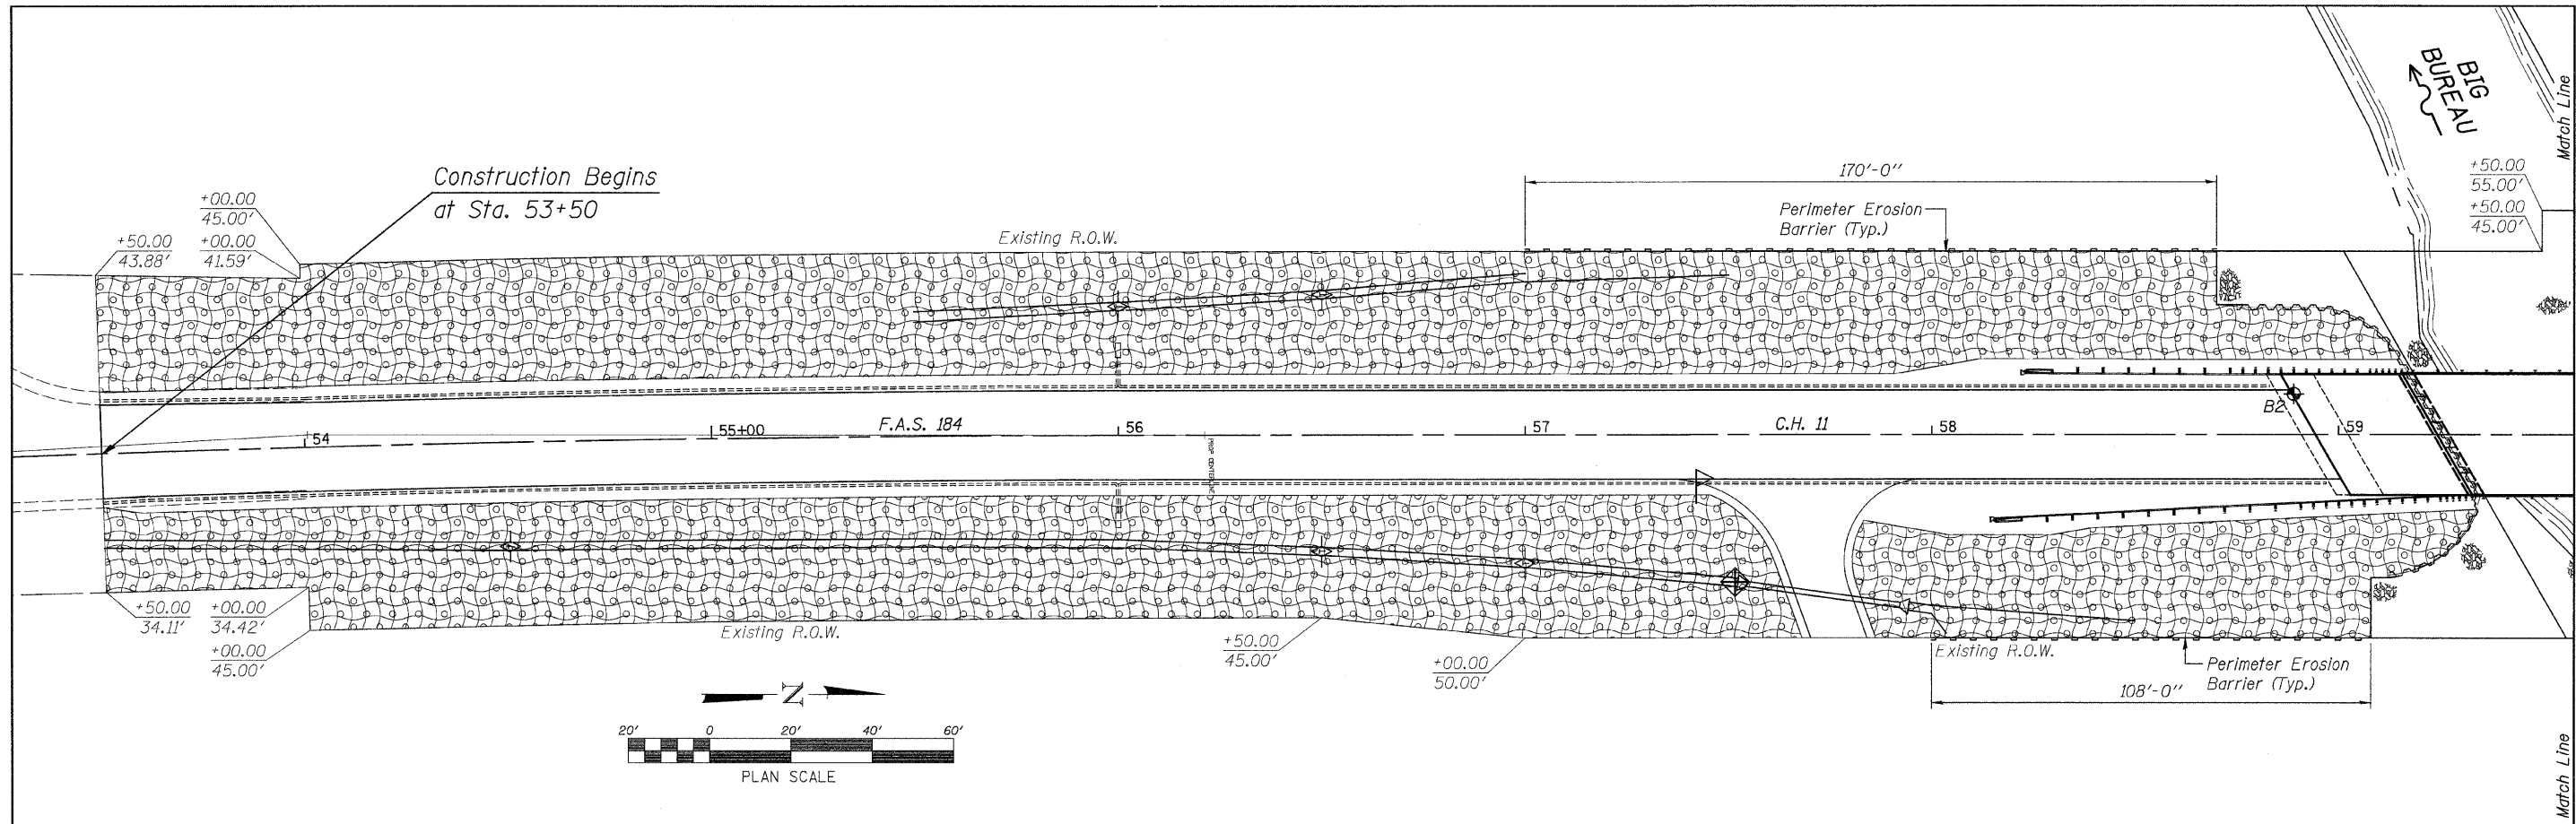 BIG
BUREAU
Match Line
+50.00
55.00'
+50.00
45.00'
170'-0"
Construction Begins
at Sta. 53+50
+00.00
45.00'
Perimeter Erosion
Barrier (Typ.)
Existing R.O.W.
+50.00
43.88'
+00.00
41.59'
B2
54
55+00
F.A.S. 184
56
57
C.H. 11
58
59
PROP CENTERLINE
+50.00
34.11'
+00.00
34.42'
+00.00
45.00'
Existing R.O.W.
+50.00
45.00'
+00.00
50.00'
Existing R.O.W.
Perimeter Erosion
Barrier (Typ.)
108'-0"
Z
20' 0 20' 40' 60'
PLAN SCALE
Match Line